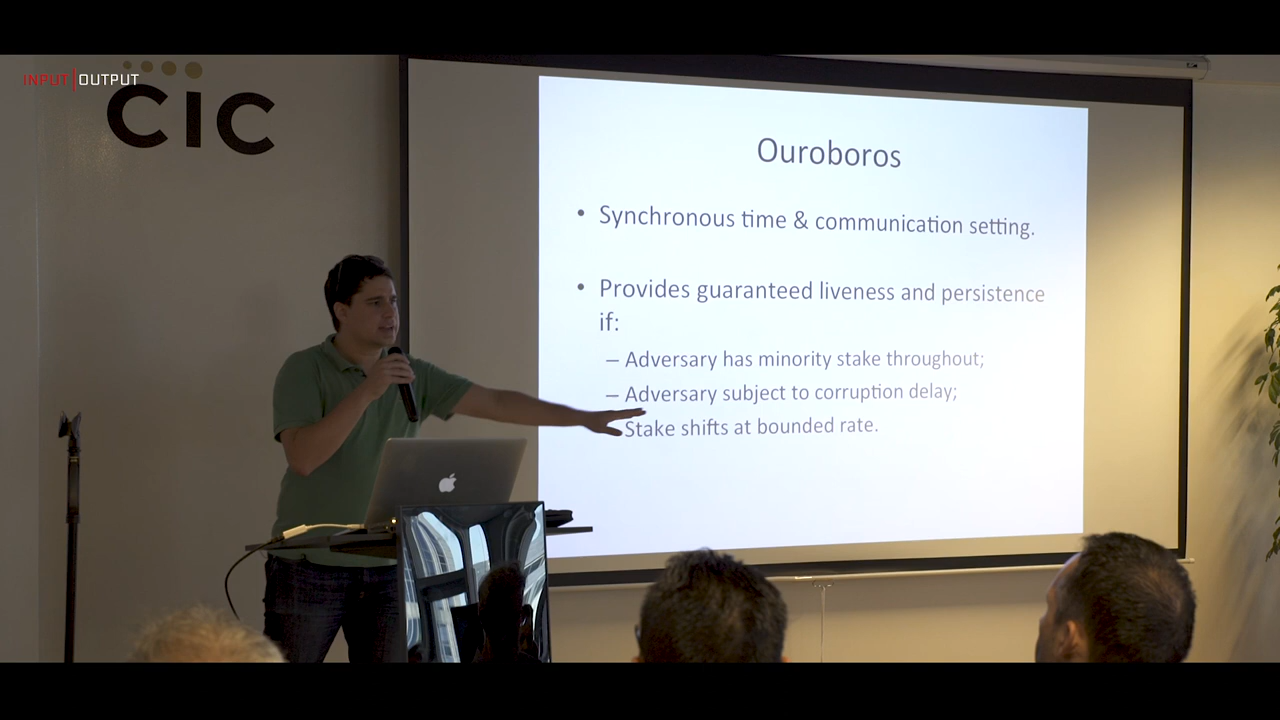 INPUT|OUTPUT
CIC
Ouroboros
• Synchronous time & communication setting.
• Provides guaranteed liveness and persistence
if:
– Adversary has minority stake throughout;
– Adversary subject to corruption delay;
Stake shifts at bounded rate.